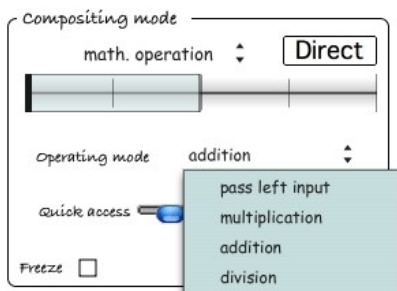 Compositing mode
math. operation
Direct
Operating mode addition
pass left input
Quick access
multiplication
addition
Freeze
division